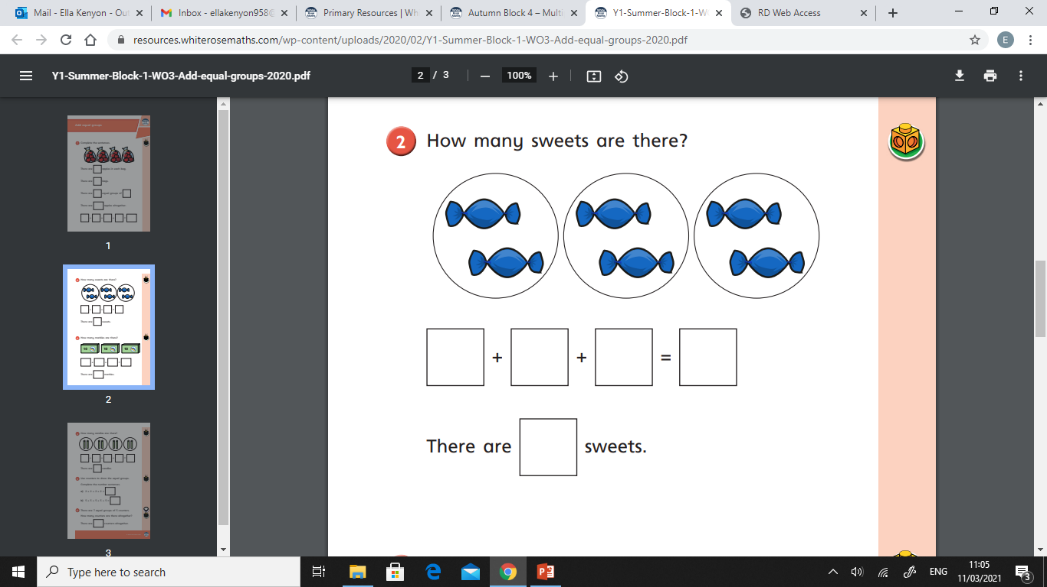 Mail - Ella Kenyon - Ou
Inbox - ellakenyon958@
Primary Resources | Wh
Autumn Block 4 – Multi
Y1-Summer-Block-1-W
RD Web Access
resources.whiterosemaths.com/wp-content/uploads/2020/02/Y1-Summer-Block-1-WO3-Add-equal-groups-2020.pdf
E
Y1-Summer-Block-1-WO3-Add-equal-groups-2020.pdf
2 / 3
100%
1
2
3
2 How many sweets are there?
+ + =
There are sweets.
Type here to search
ENG
11:05
11/03/2021
3